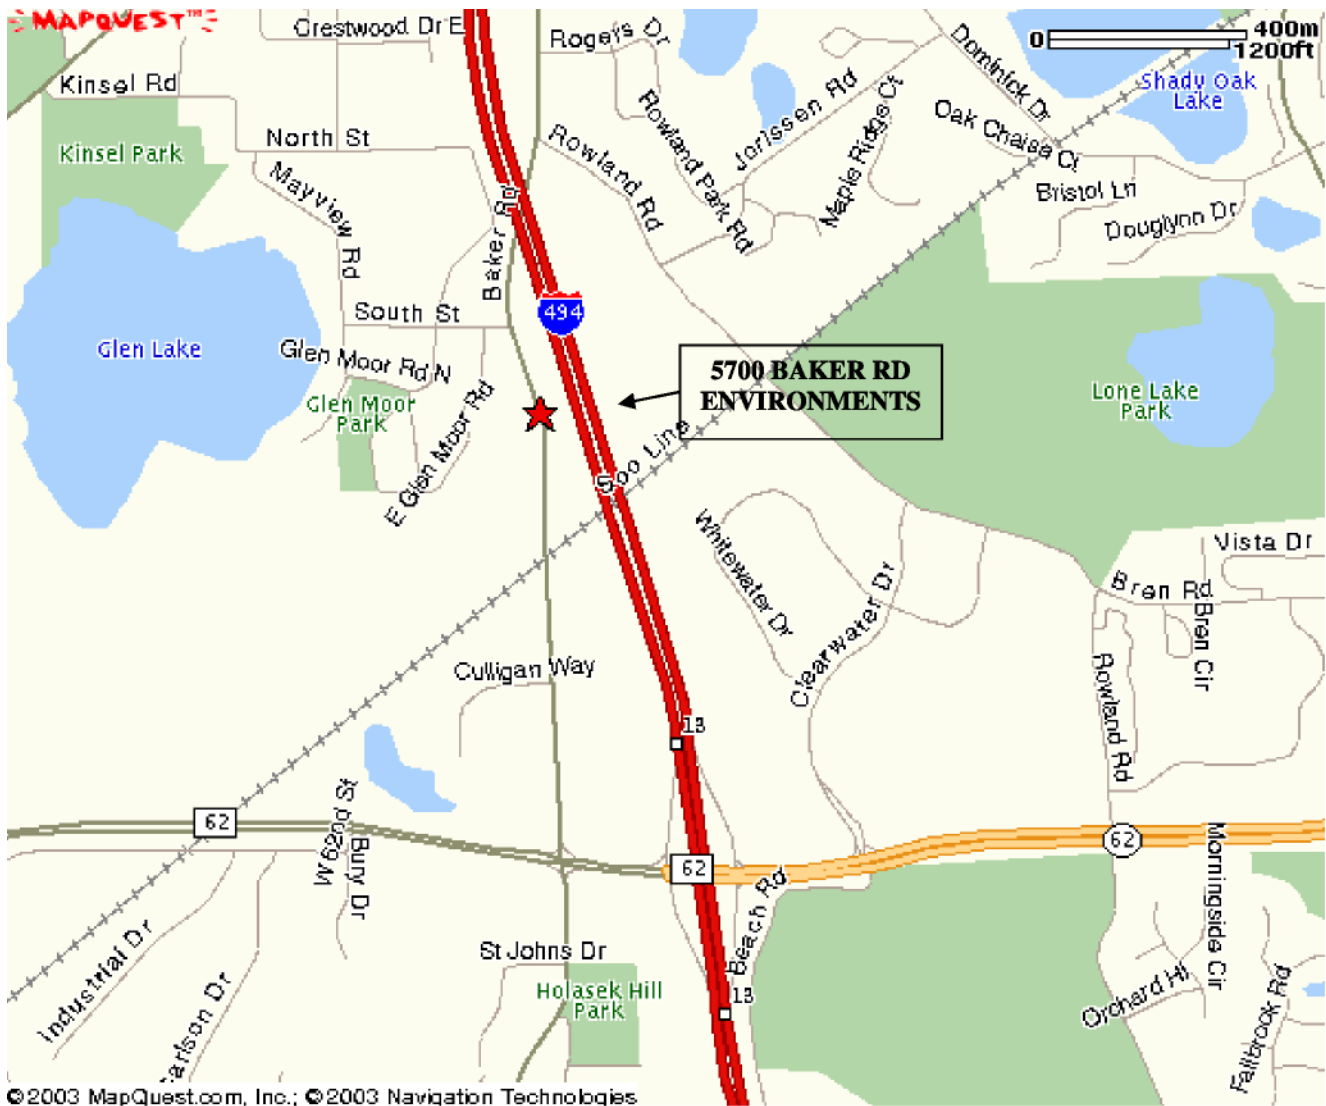 MAPQUEST™
Crestwood Dr E
Rogers Dr
0
400m
1200ft
Kinsel Rd
Dominick Dr
Shady Oak
Lake
Jorissen Rd
Maple Ridge Ct
Oak Chaise Ct
Kinsel Park
North St
Rowland Rd
Rowland Park Rd
Mayview Rd
Bristol Ln
Douglynn Dr
Baker Rd
South St
494
Glen Lake
Glen Moor Rd N
5700 BAKER RD
ENVIRONMENTS
Glen Moor
Park
E Glen Moor Rd
Lone Lake
Park
Soo Line
Whitewater Dr
Clearwater Dr
Vista Dr
Bren Rd
Bren Cir
Culligan Way
Rowland Rd
13
W 62nd St
62
62
62
Bury Dr
Beach Rd
Morningside Cir
Industrial Dr
St Johns Dr
Holasek Hill
Park
13
Orchard Hl
Fallbrook Rd
arlson Dr
©2003 MapQuest.com, Inc.; ©2003 Navigation Technologies